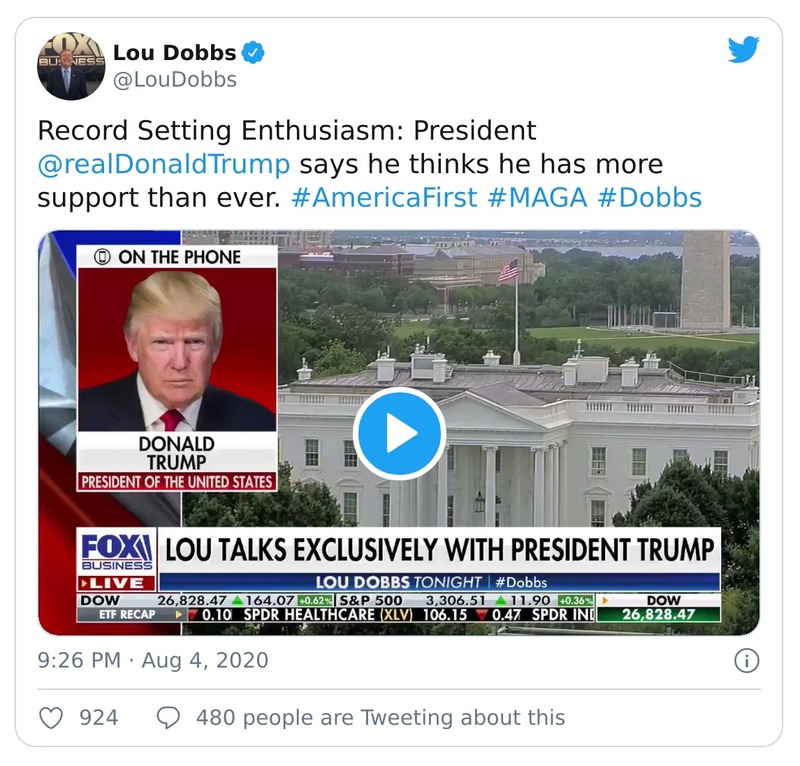 FOX
BUSINESS
Lou Dobbs
@LouDobbs
Record Setting Enthusiasm: President
@realDonaldTrump says he thinks he has more
support than ever. #AmericaFirst #MAGA #Dobbs
ON THE PHONE
DONALD
TRUMP
PRESIDENT OF THE UNITED STATES
FOX
BUSINESS
LIVE
LOU TALKS EXCLUSIVELY WITH PRESIDENT TRUMP
LOU DOBBS TONIGHT | #Dobbs
DOW 26,828.47 ▲ 164.07 +0.62% S&P 500 3,306.51 ▲ 11.90 +0.36% DOW
ETF RECAP ▼ 0.10 SPDR HEALTHCARE (XLV) 106.15 ▼ 0.47 SPDR IND 26,828.47
9:26 PM · Aug 4, 2020
924 480 people are Tweeting about this